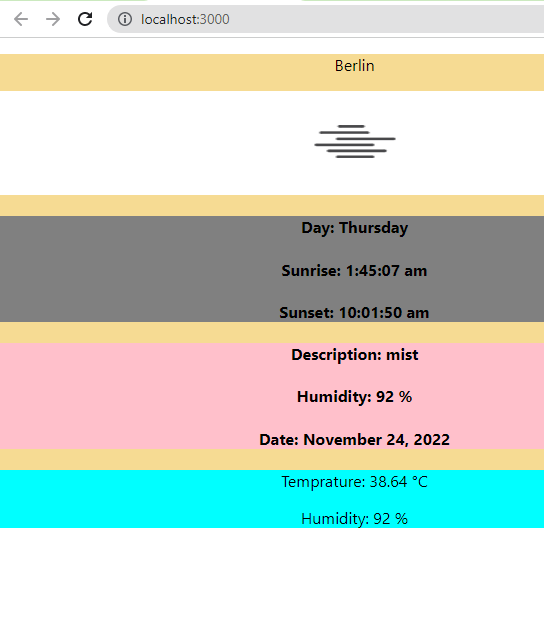 localhost:3000
Berlin
Day: Thursday
Sunrise: 1:45:07 am
Sunset: 10:01:50 am
Description: mist
Humidity: 92 %
Date: November 24, 2022
Temprature: 38.64 °C
Humidity: 92 %